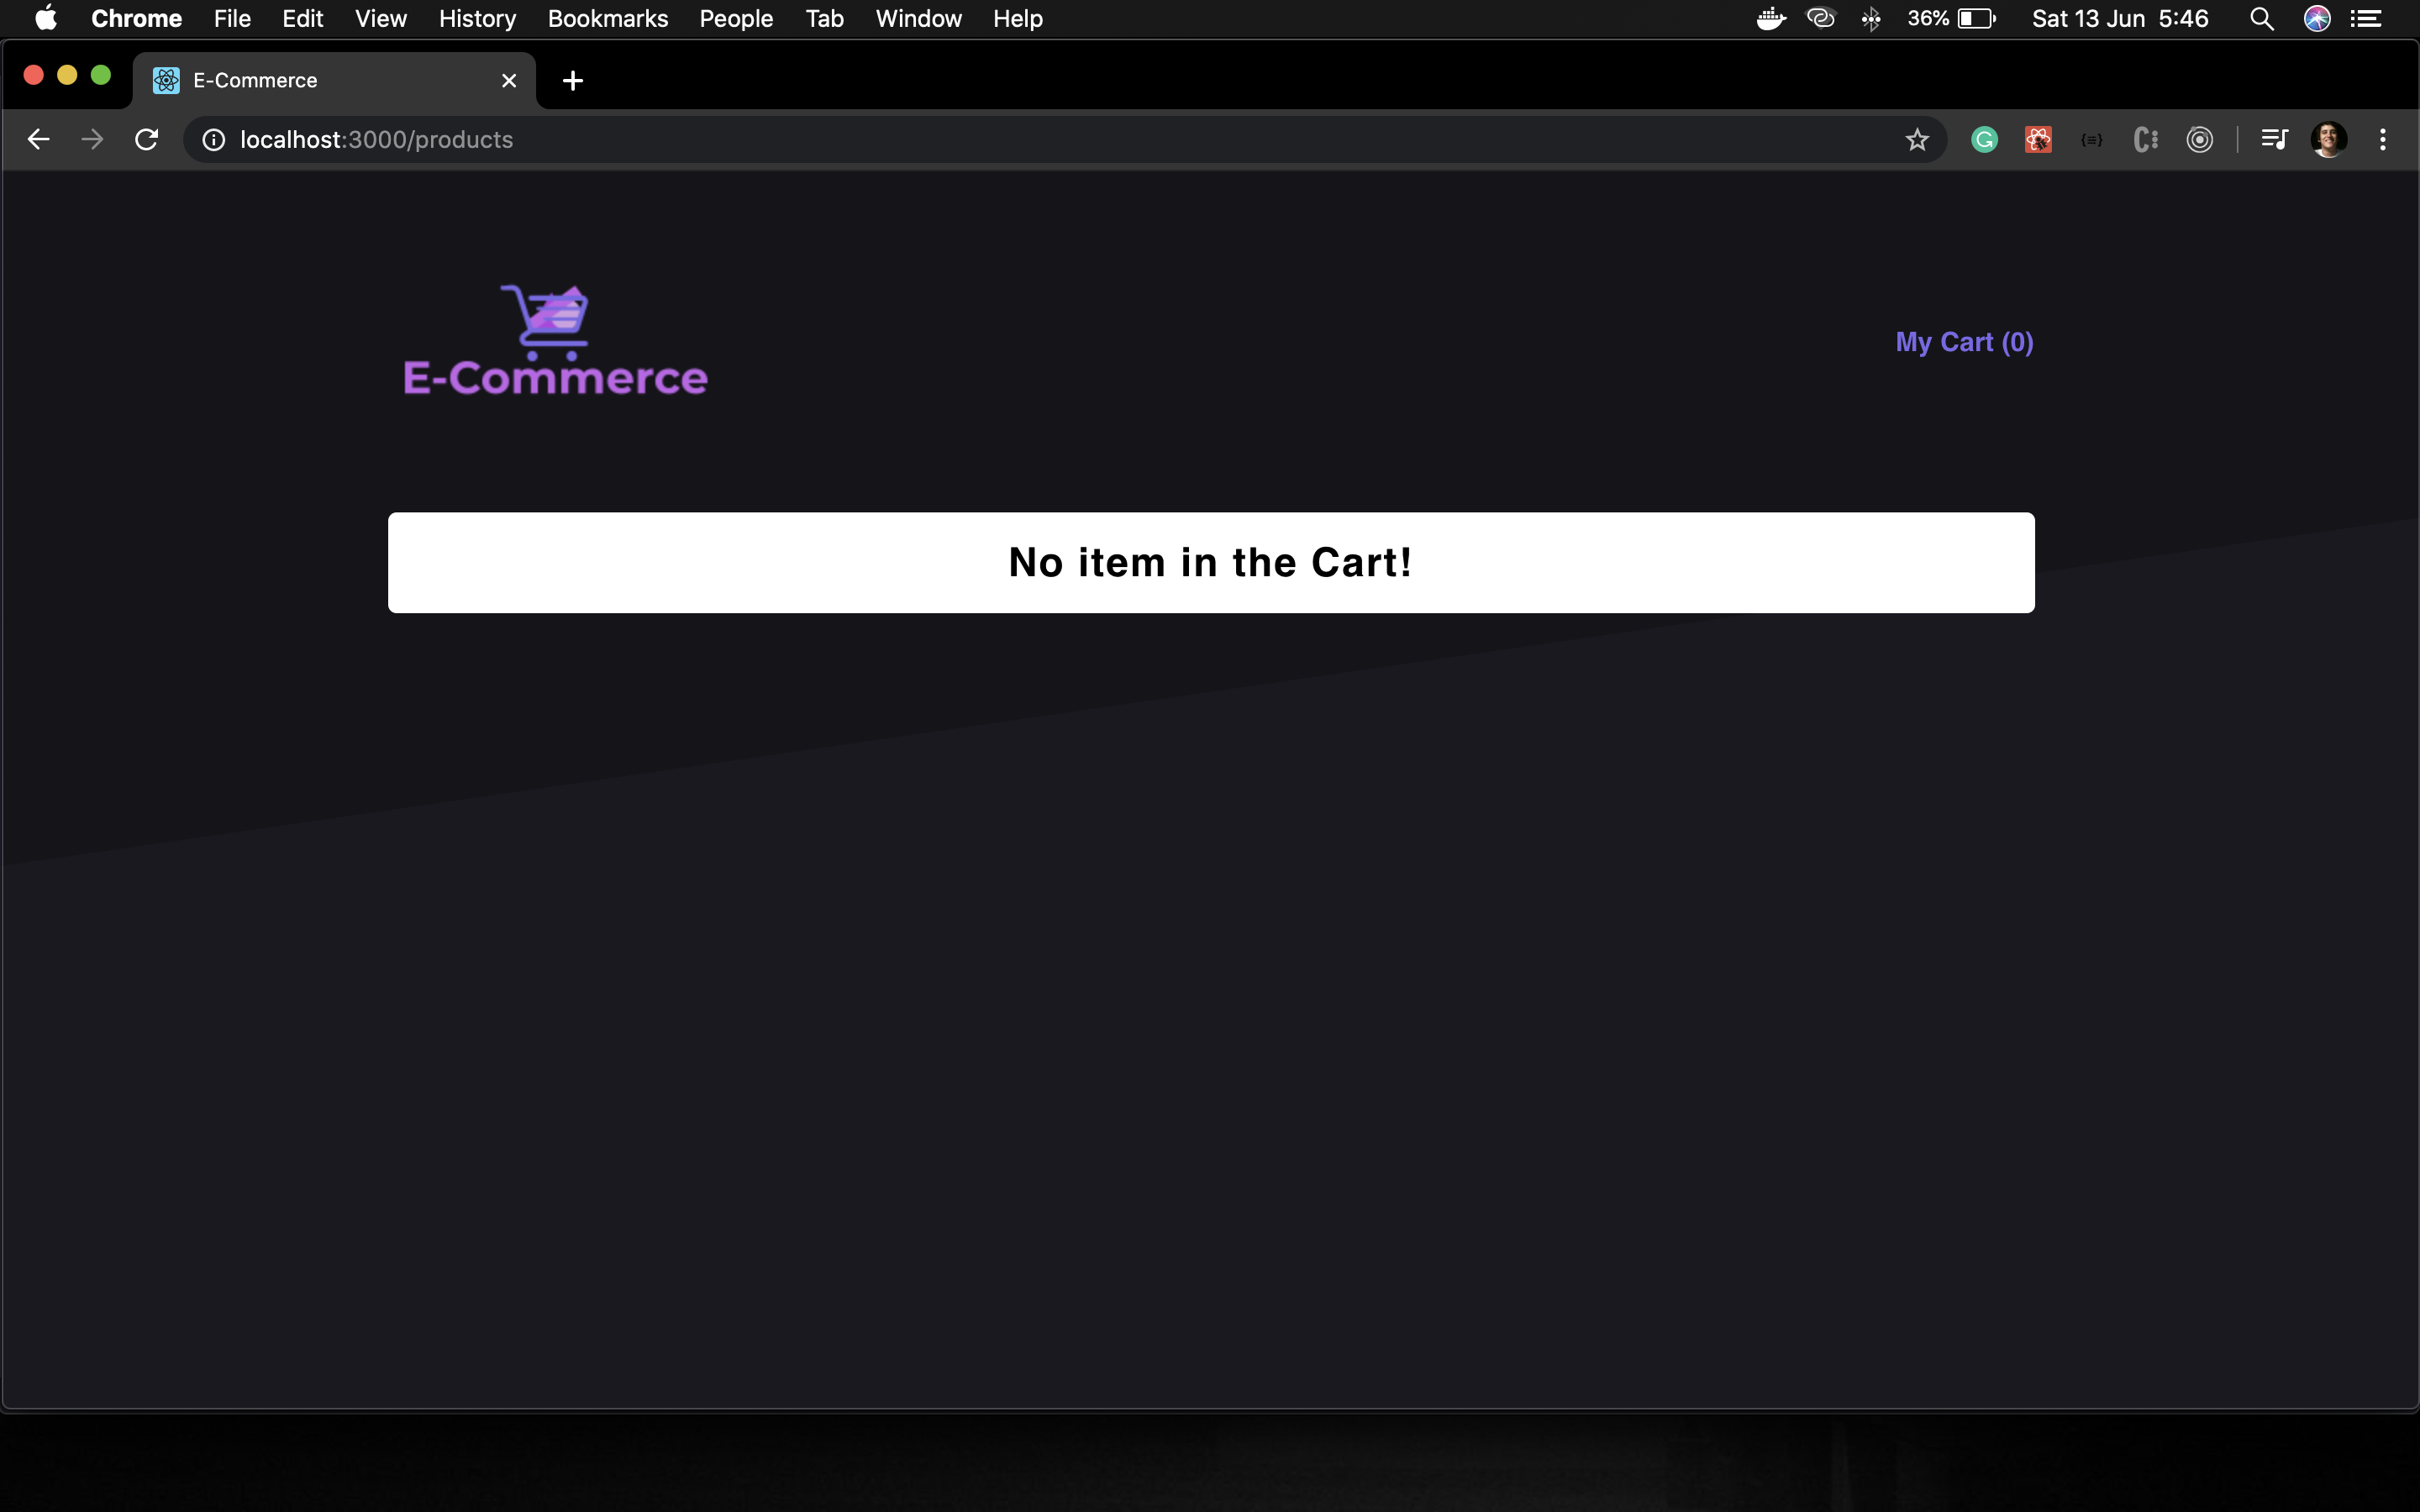 Chrome File Edit View History Bookmarks People Tab Window Help 36% Sat 13 Jun 5:46
E-Commerce
localhost:3000/products
E-Commerce
My Cart (0)
No item in the Cart!